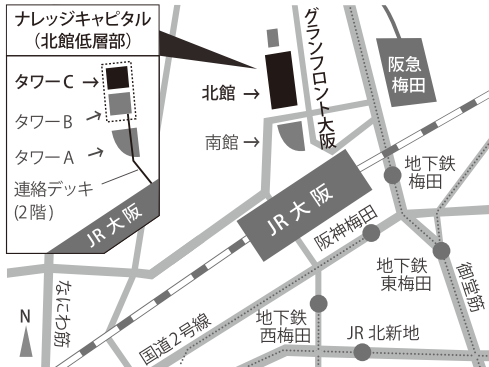 ナレッジキャピタル
（北館低層部）
タワーC→
タワーB→
タワーA→
連絡デッキ
(2階)
JR大阪
グランフロント大阪
北館→
南館→
阪急
梅田
地下鉄
梅田
JR大阪
阪神梅田
地下鉄
東梅田
御堂筋
なにわ筋
N
国道2号線
地下鉄
西梅田
JR北新地